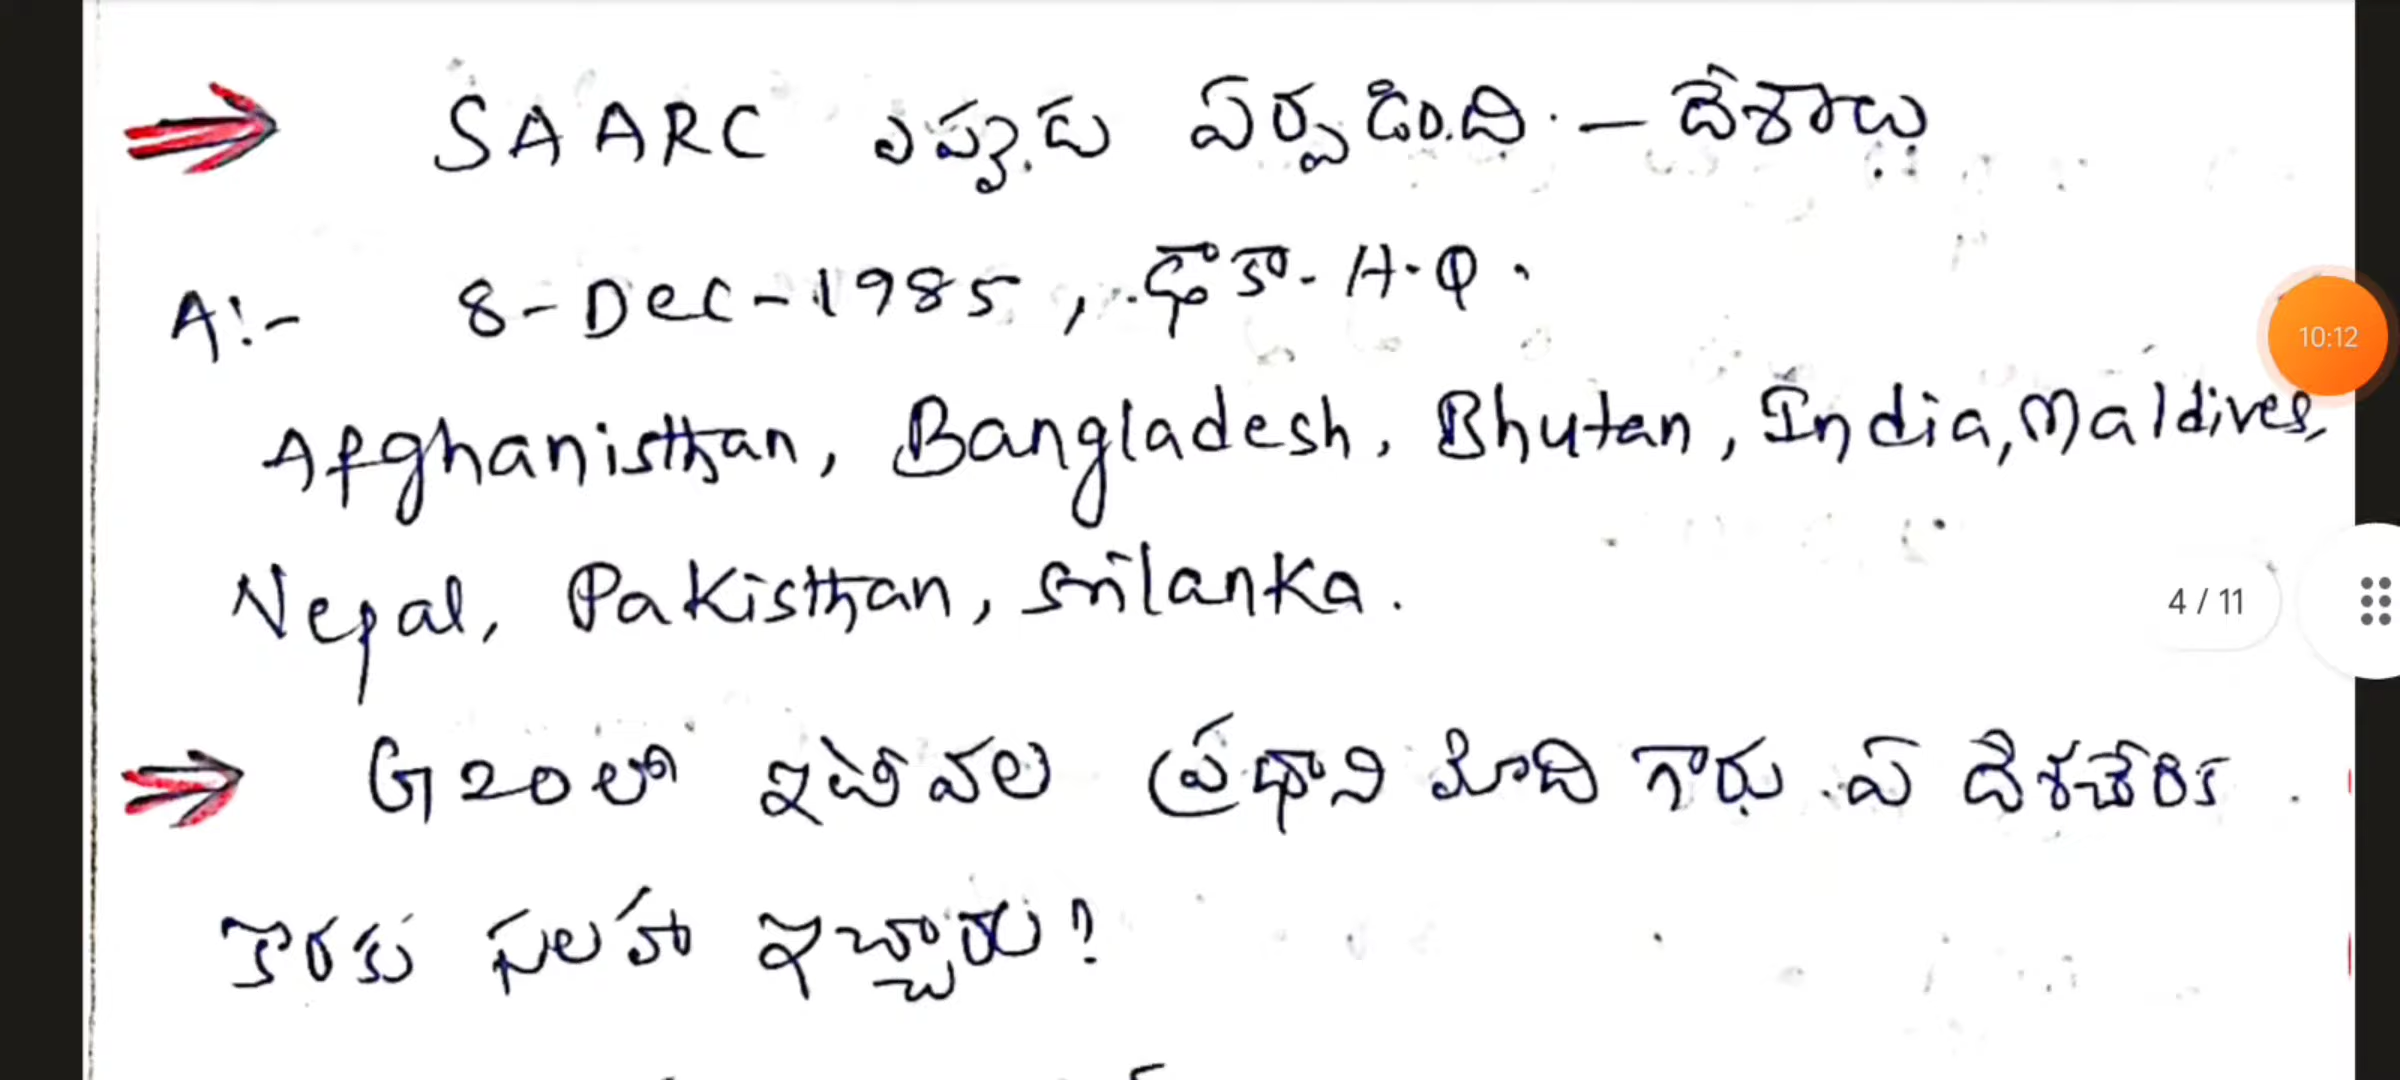 ⇒ SAARC ఎప్పుడు ఏర్పడింది. – దేశాలు
A:- 8-Dec-1985, ఢాకా- H.Q.
10:12
Afghanisthan, Bangladesh, Bhutan, India, Maldives,
Nepal, Pakisthan, Srilanka.
4 / 11
⇒ G20లో ఇటీవల ప్రధాని మోది గారు ఏ దేశచేరిక
కొరకు సలహా ఇచ్చారు?